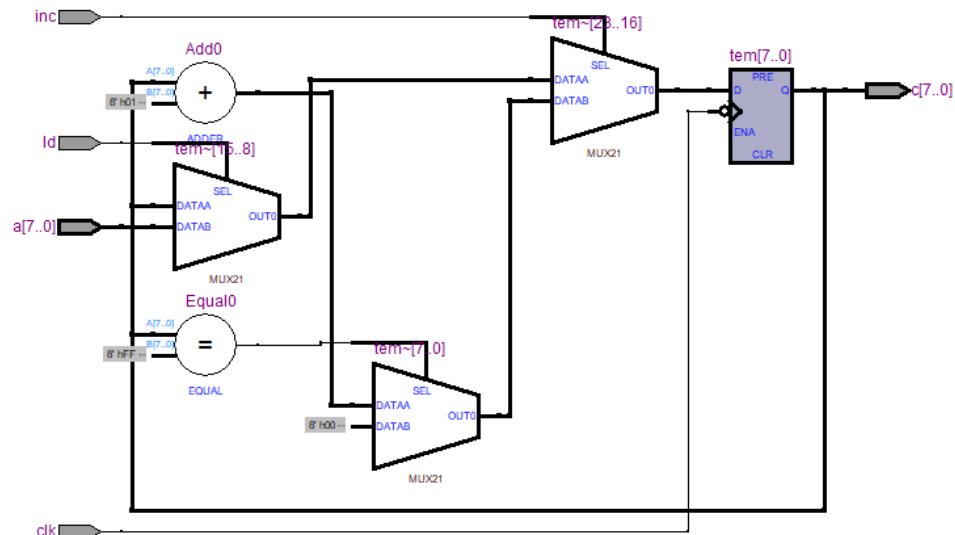 inc
tem~[23..16]
SEL
DATAA
DATAB
OUT0
MUX21
tem[7..0]
PRE
D
Q
ENA
CLR
c[7..0]
Add0
A[7..0]
B[7..0]
8' h01 --
+
ADDER
ld
tem~[15..8]
SEL
DATAA
DATAB
OUT0
MUX21
a[7..0]
Equal0
A[7..0]
B[7..0]
8' hFF --
=
EQUAL
tem~[7..0]
SEL
DATAA
8' h00 --
DATAB
OUT0
MUX21
clk